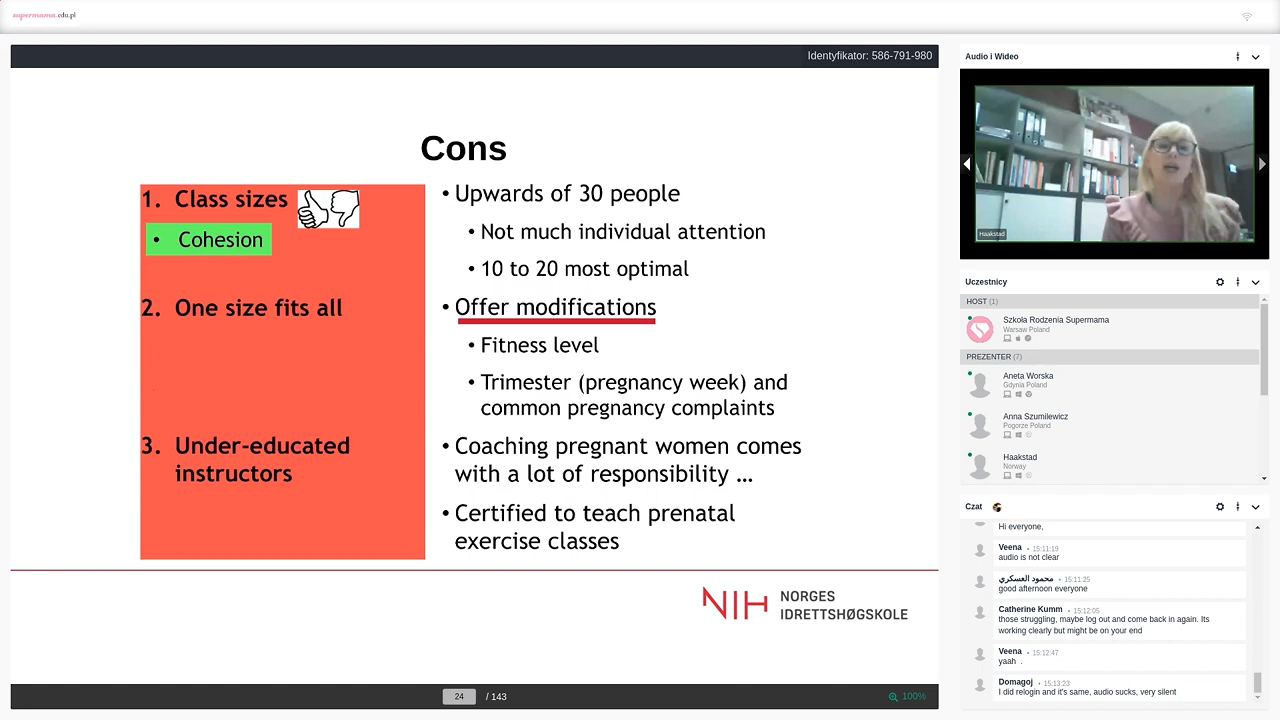 supermama.edu.pl
Identyfikator: 586-791-980
Cons
1. Class sizes
• Cohesion
2. One size fits all
3. Under-educated
instructors
• Upwards of 30 people
• Not much individual attention
• 10 to 20 most optimal
• Offer modifications
• Fitness level
• Trimester (pregnancy week) and
common pregnancy complaints
• Coaching pregnant women comes
with a lot of responsibility ...
• Certified to teach prenatal
exercise classes
NIH NORGES
IDRETTSHØGSKOLE
24 / 143
100%
Audio i Wideo
Haakstad
Uczestnicy
HOST (1)
Szkoła Rodzenia Supermama
Warsaw Poland
PREZENTER (7)
Aneta Worska
Gdynia Poland
Anna Szumilewicz
Pogorze Poland
Haakstad
Norway
Czat
Hi everyone,
Veena • 15:11:19
audio is not clear
محمود العسكري • 15:11:25
good afternoon everyone
Catherine Kumm • 15:12:05
those struggling, maybe log out and come back in again. Its
working clearly but might be on your end
Veena • 15:12:47
yaah .
Domagoj • 15:13:23
I did relogin and it's same, audio sucks, very silent